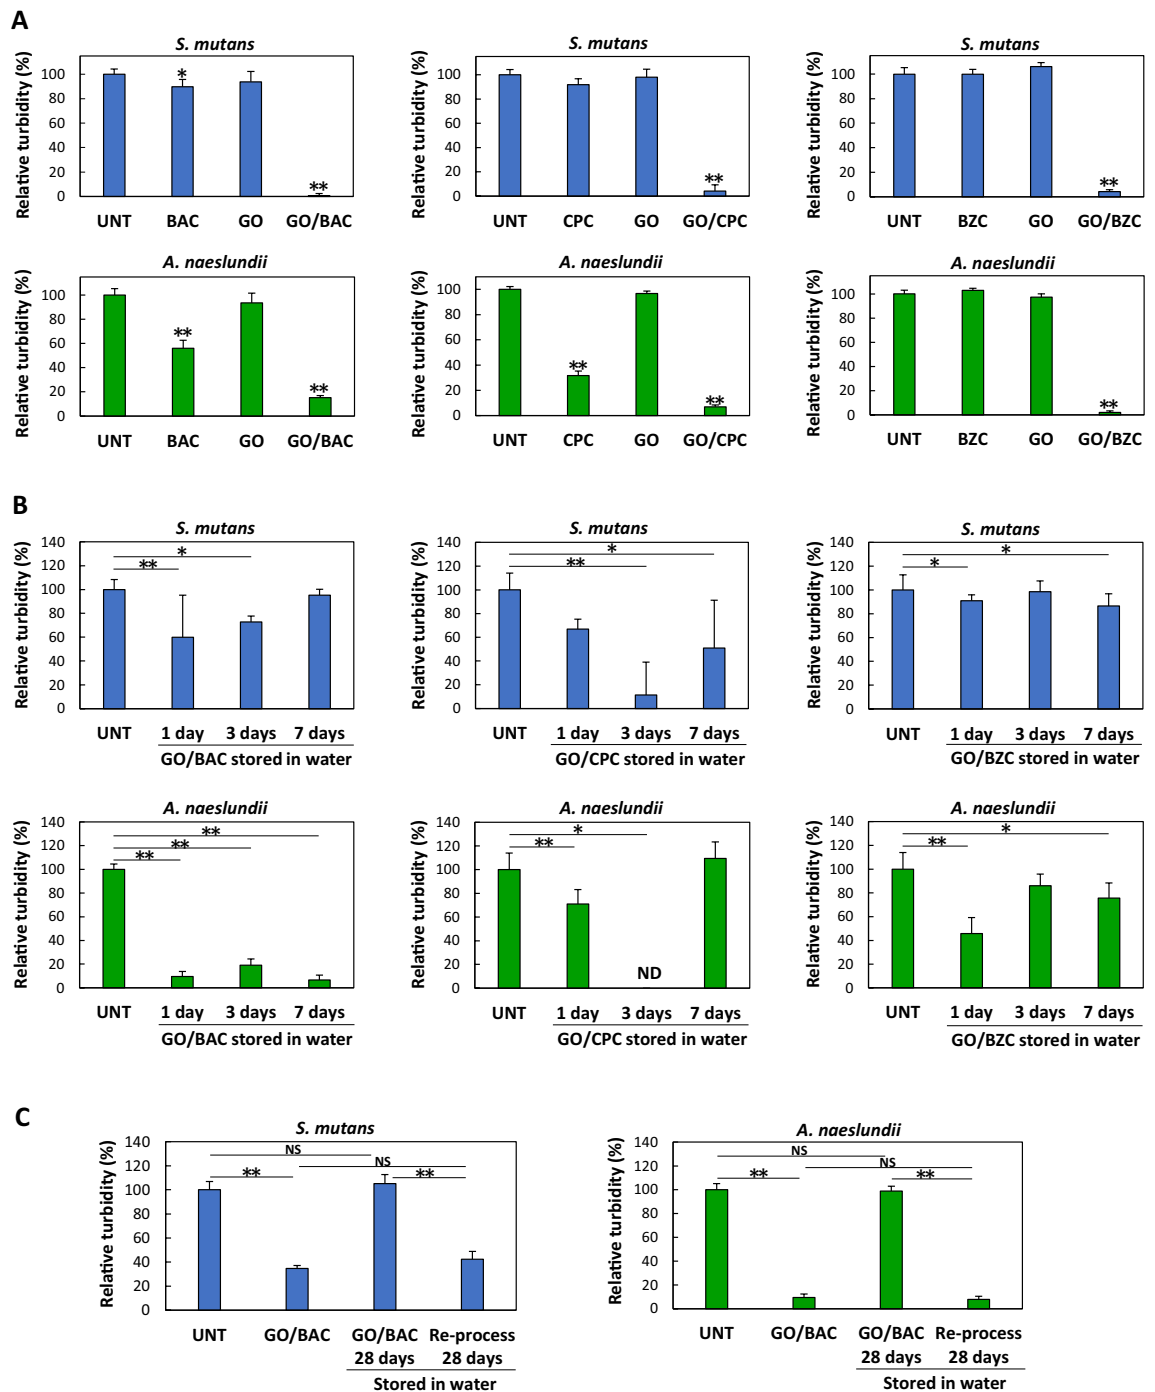 A
S. mutans
Relative turbidity (%)
100
80
60
40
20
0
*
**
UNT BAC GO GO/BAC
S. mutans
Relative turbidity (%)
100
80
60
40
20
0
**
UNT CPC GO GO/CPC
S. mutans
Relative turbidity (%)
100
80
60
40
20
0
**
UNT BZC GO GO/BZC
A. naeslundii
Relative turbidity (%)
100
80
60
40
20
0
**
**
UNT BAC GO GO/BAC
A. naeslundii
Relative turbidity (%)
100
80
60
40
20
0
**
**
UNT CPC GO GO/CPC
A. naeslundii
Relative turbidity (%)
100
80
60
40
20
0
**
UNT BZC GO GO/BZC
B
S. mutans
Relative turbidity (%)
140
120
100
80
60
40
20
0
*
**
UNT 1 day 3 days 7 days
GO/BAC stored in water
S. mutans
Relative turbidity (%)
140
120
100
80
60
40
20
0
*
**
UNT 1 day 3 days 7 days
GO/CPC stored in water
S. mutans
Relative turbidity (%)
140
120
100
80
60
40
20
0
*
*
UNT 1 day 3 days 7 days
GO/BZC stored in water
A. naeslundii
Relative turbidity (%)
140
120
100
80
60
40
20
0
**
**
**
UNT 1 day 3 days 7 days
GO/BAC stored in water
A. naeslundii
Relative turbidity (%)
140
120
100
80
60
40
20
0
*
**
ND
UNT 1 day 3 days 7 days
GO/CPC stored in water
A. naeslundii
Relative turbidity (%)
140
120
100
80
60
40
20
0
*
**
UNT 1 day 3 days 7 days
GO/BZC stored in water
C
S. mutans
Relative turbidity (%)
140
120
100
80
60
40
20
0
NS
NS
** **
UNT GO/BAC GO/BAC Re-process
28 days 28 days
Stored in water
A. naeslundii
Relative turbidity (%)
140
120
100
80
60
40
20
0
NS
NS
** **
UNT GO/BAC GO/BAC Re-process
28 days 28 days
Stored in water